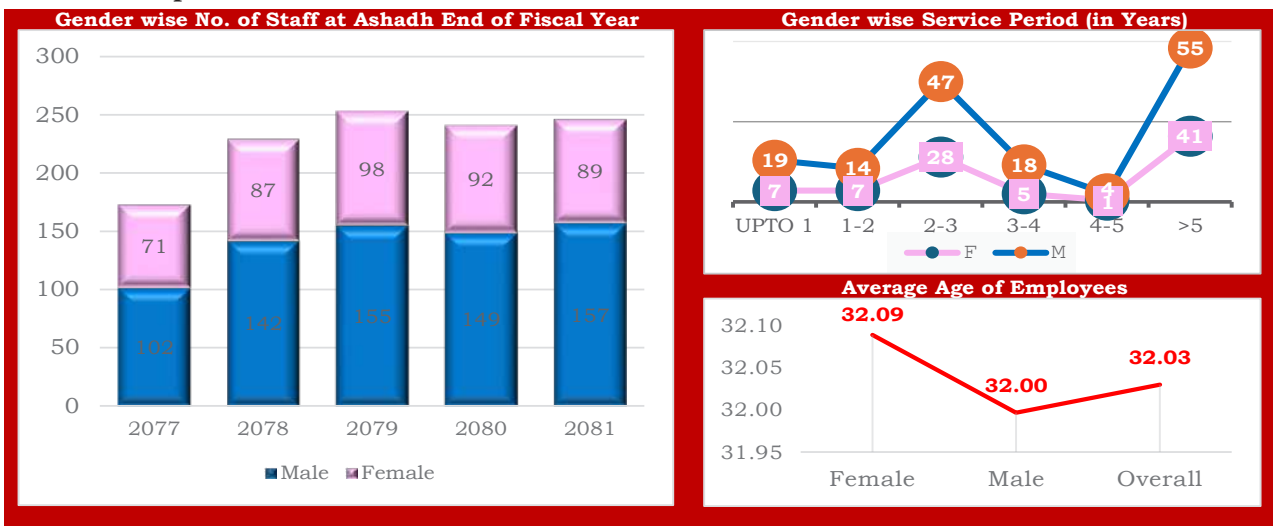 Gender wise No. of Staff at Ashadh End of Fiscal Year
300
250
200
150
100
50
0
71
87
98
92
89
102
142
155
149
157
2077 2078 2079 2080 2081
Male Female
Gender wise Service Period (in Years)
19 14 47 18 4 55
7 7 28 5 1 41
UPTO 1 1-2 2-3 3-4 4-5 >5
F M
Average Age of Employees
32.10
32.05
32.00
31.95
32.09
32.00
32.03
Female Male Overall